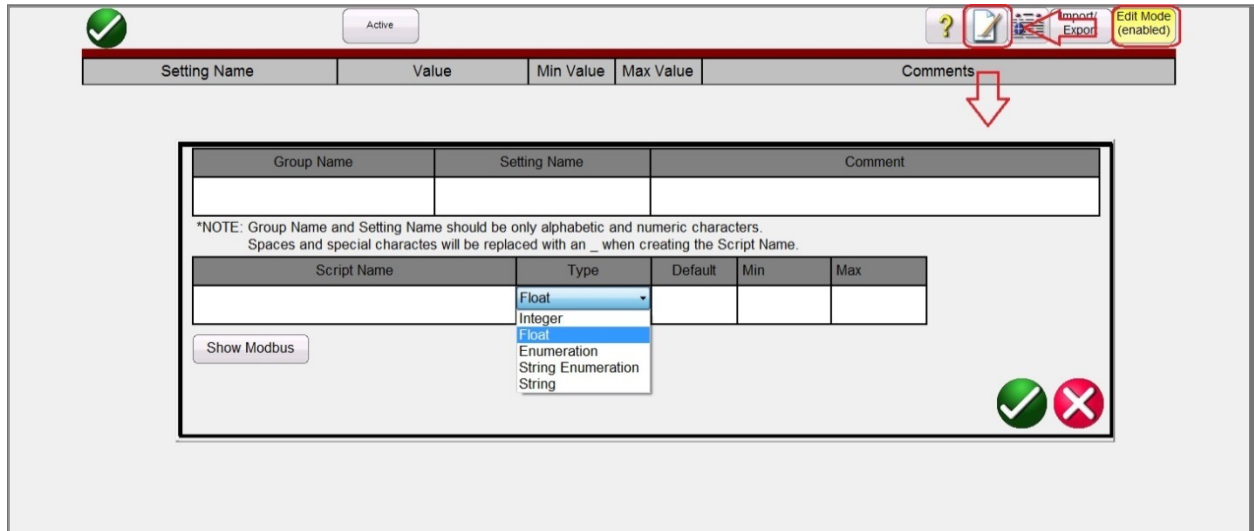 Active
?
Import/
Export
Edit Mode
(enabled)
Setting Name Value Min Value Max Value Comments
Group Name Setting Name Comment
*NOTE: Group Name and Setting Name should be only alphabetic and numeric characters.
Spaces and special charactes will be replaced with an _ when creating the Script Name.
Script Name Type Default Min Max
Float
Integer
Float
Enumeration
String Enumeration
String
Show Modbus